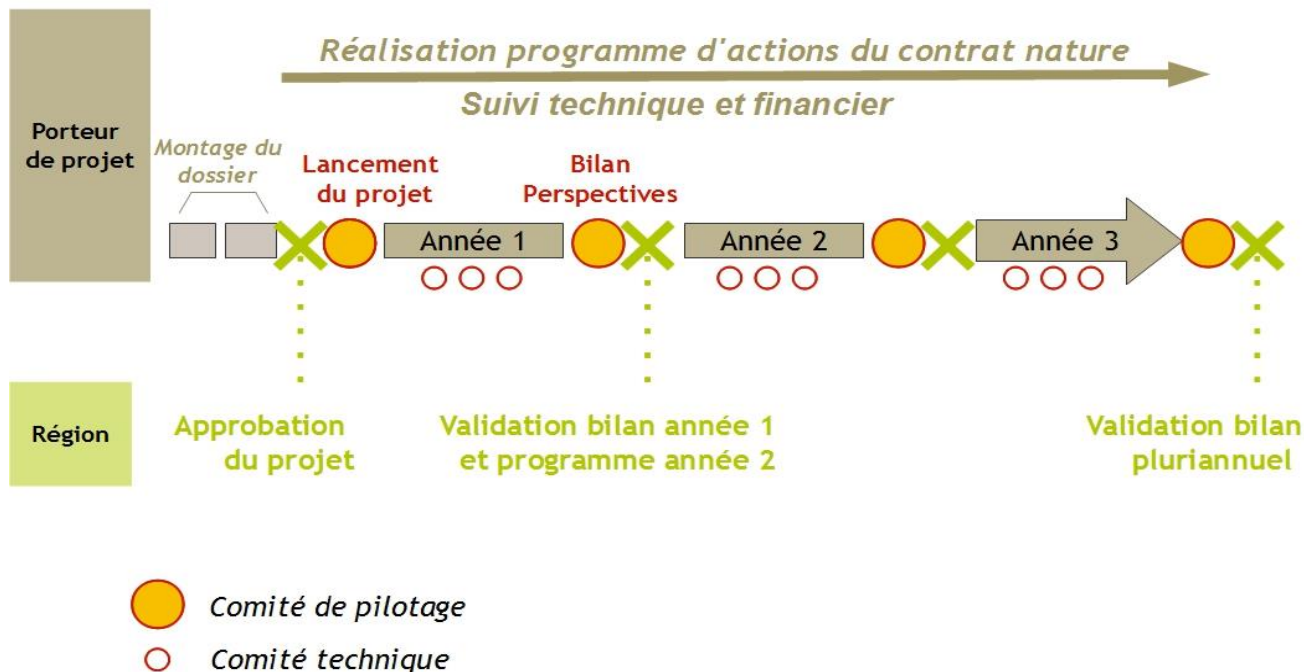 Réalisation programme d'actions du contrat nature
Suivi technique et financier
Porteur
de projet
Montage du
dossier
Lancement
du projet
Bilan
Perspectives
Année 1
Année 2
Année 3
Région
Approbation
du projet
Validation bilan année 1
et programme année 2
Validation bilan
pluriannuel
Comité de pilotage
Comité technique